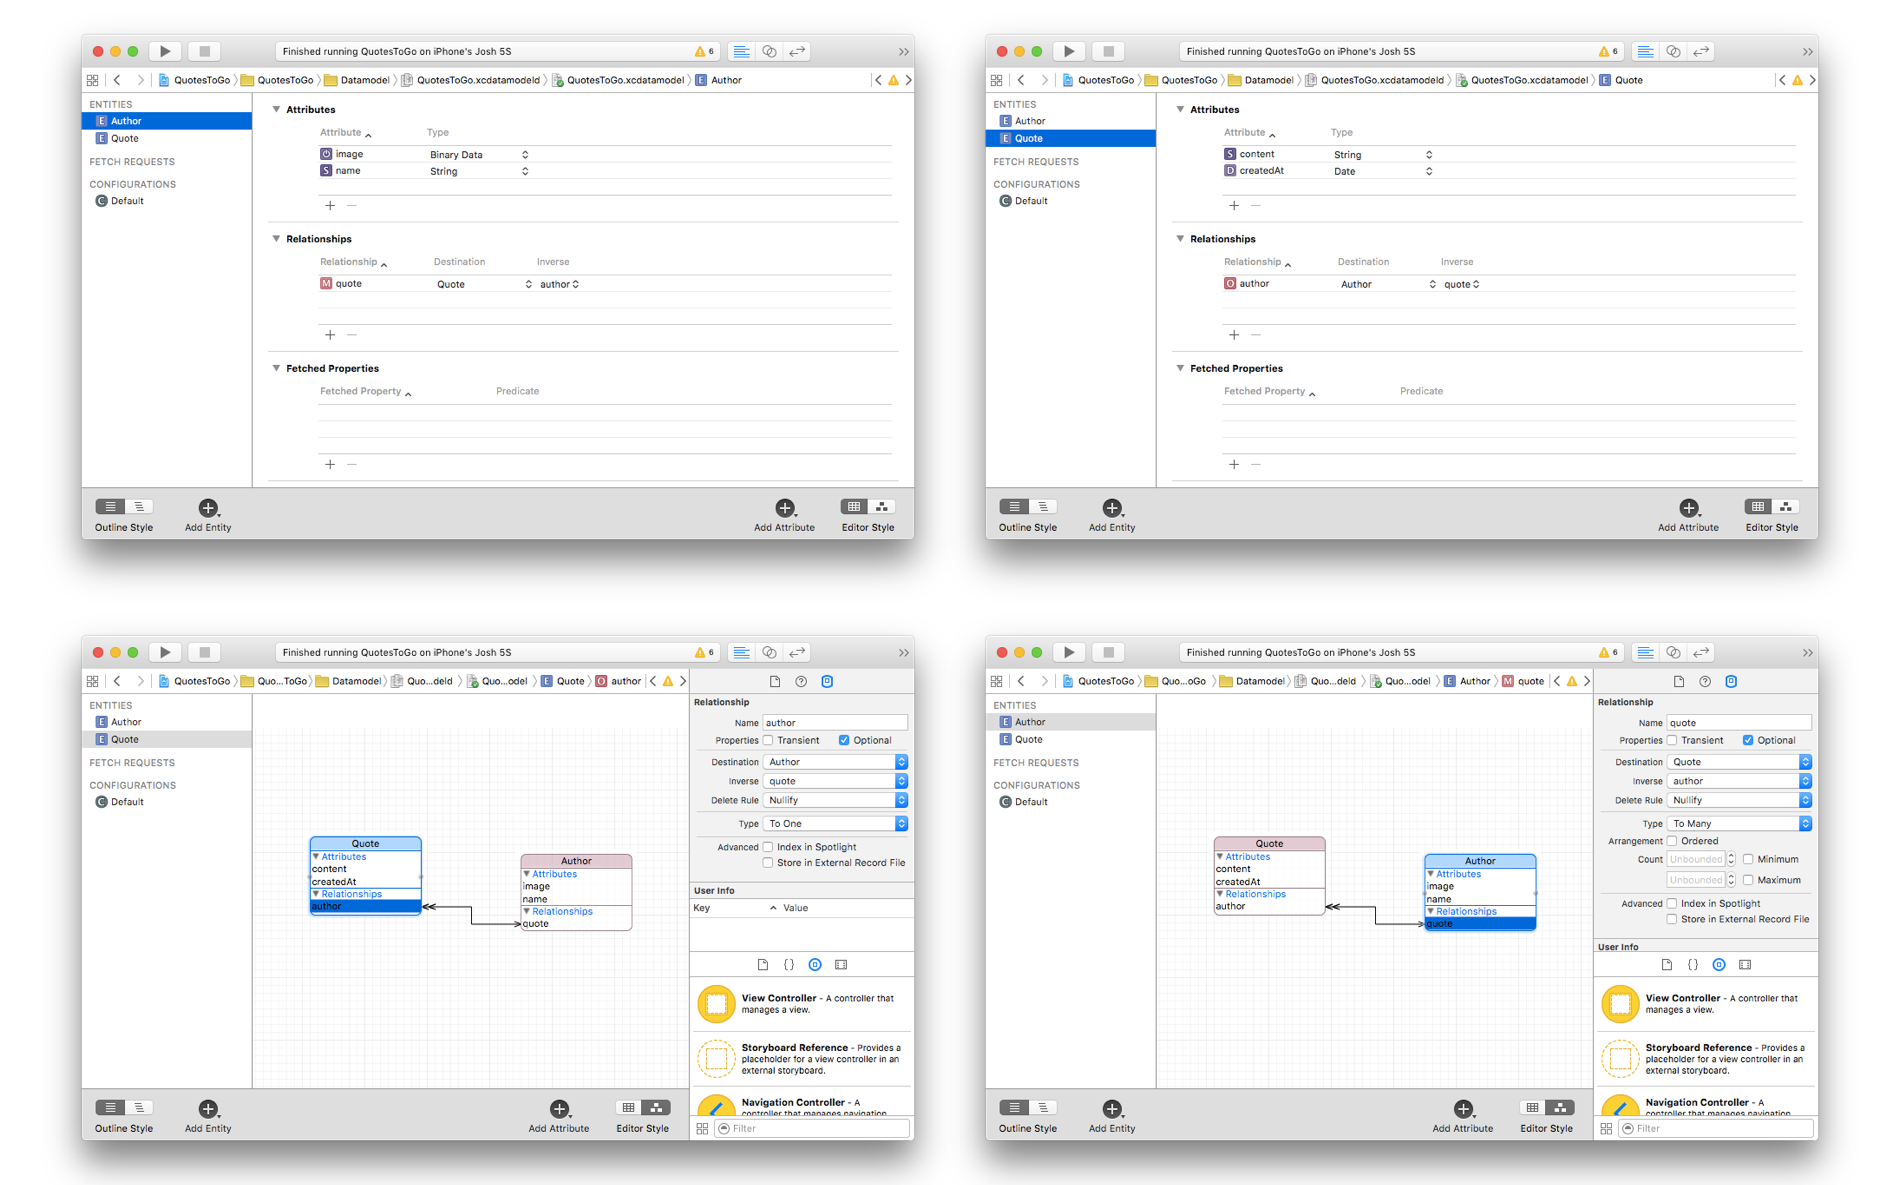 Finished running QuotesToGo on iPhone's Josh 5S
6
QuotesToGo QuotesToGo Datamodel QuotesToGo.xcdatamodeld QuotesToGo.xcdatamodel E Author
ENTITIES
E Author
E Quote
FETCH REQUESTS
CONFIGURATIONS
C Default
Attributes
Attribute Type
image Binary Data
S name String
+ −
Relationships
Relationship Destination Inverse
M quote Quote author
+ −
Fetched Properties
Fetched Property Predicate
+ −
Outline Style Add Entity Add Attribute Editor Style
Finished running QuotesToGo on iPhone's Josh 5S
6
QuotesToGo QuotesToGo Datamodel QuotesToGo.xcdatamodeld QuotesToGo.xcdatamodel E Quote
ENTITIES
E Author
E Quote
FETCH REQUESTS
CONFIGURATIONS
C Default
Attributes
Attribute Type
S content String
D createdAt Date
+ −
Relationships
Relationship Destination Inverse
O author Author quote
+ −
Fetched Properties
Fetched Property Predicate
+ −
Outline Style Add Entity Add Attribute Editor Style
Finished running QuotesToGo on iPhone's Josh 5S
6
QuotesToGo Quo...ToGo Datamodel Quo...deld Quo...odel E Quote O author
ENTITIES
E Author
E Quote
FETCH REQUESTS
CONFIGURATIONS
C Default
Quote
Attributes
content
createdAt
Relationships
author
Author
Attributes
image
name
Relationships
quote
Relationship
Name author
Properties Transient Optional
Destination Author
Inverse quote
Delete Rule Nullify
Type To One
Advanced Index in Spotlight
Store in External Record File
User Info
Key Value
{}
View Controller - A controller that
manages a view.
Storyboard Reference - Provides a
placeholder for a view controller in an
external storyboard.
Navigation Controller - A
controller that manages navigation
Filter
Outline Style Add Entity Add Attribute Editor Style
Finished running QuotesToGo on iPhone's Josh 5S
6
QuotesToGo Quo...oGo Datamodel Quo...deld Quo...odel E Author M quote
ENTITIES
E Author
E Quote
FETCH REQUESTS
CONFIGURATIONS
C Default
Quote
Attributes
content
createdAt
Relationships
author
Author
Attributes
image
name
Relationships
quote
Relationship
Name quote
Properties Transient Optional
Destination Quote
Inverse author
Delete Rule Nullify
Type To Many
Arrangement Ordered
Count Unbounded Minimum
Unbounded Maximum
Advanced Index in Spotlight
Store in External Record File
User Info
{}
View Controller - A controller that
manages a view.
Storyboard Reference - Provides a
placeholder for a view controller in an
external storyboard.
Navigation Controller - A
controller that manages navigation
Filter
Outline Style Add Entity Add Attribute Editor Style